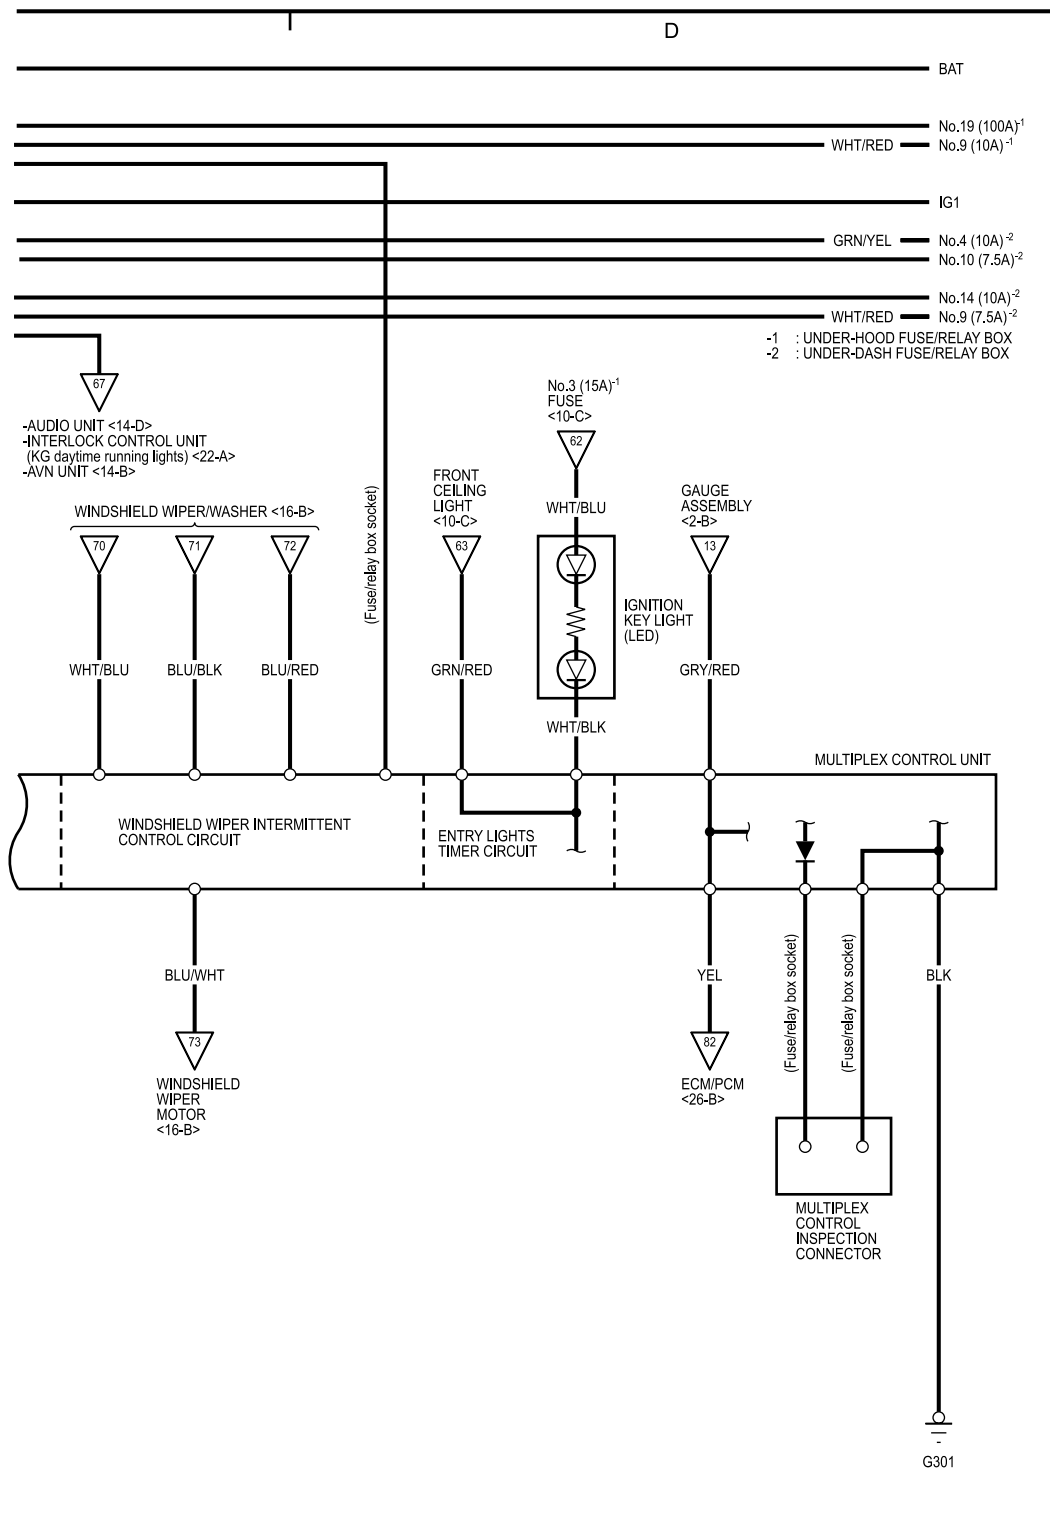 D
BAT
No.19 (100A)-1
WHT/RED
No.9 (10A) -1
IG1
GRN/YEL
No.4 (10A) -2
No.10 (7.5A)-2
No.14 (10A) -2
WHT/RED
No.9 (7.5A) -2
-1 : UNDER-HOOD FUSE/RELAY BOX
-2 : UNDER-DASH FUSE/RELAY BOX
67
-AUDIO UNIT <14-D>
-INTERLOCK CONTROL UNIT
(KG daytime running lights) <22-A>
-AVN UNIT <14-B>
No.3 (15A)-1
FUSE
<10-C>
62
WHT/BLU
FRONT
CEILING
LIGHT
<10-C>
63
GAUGE
ASSEMBLY
<2-B>
13
WINDSHIELD WIPER/WASHER <16-B>
70
71
72
(Fuse/relay box socket)
IGNITION
KEY LIGHT
(LED)
WHT/BLU
BLU/BLK
BLU/RED
GRN/RED
GRY/RED
WHT/BLK
MULTIPLEX CONTROL UNIT
WINDSHIELD WIPER INTERMITTENT
CONTROL CIRCUIT
ENTRY LIGHTS
TIMER CIRCUIT
BLU/WHT
YEL
(Fuse/relay box socket)
(Fuse/relay box socket)
BLK
73
WINDSHIELD
WIPER
MOTOR
<16-B>
82
ECM/PCM
<26-B>
MULTIPLEX
CONTROL
INSPECTION
CONNECTOR
G301